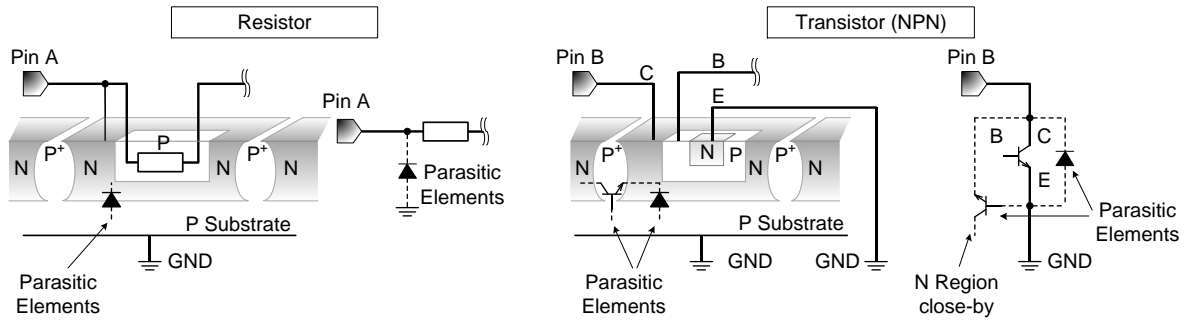 Resistor
Transistor (NPN)
Pin A
Pin A
N
P+
N
P
N
P+
N
Parasitic
Elements
P Substrate
GND
Parasitic
Elements
Pin B
C
B
E
N
P+
N
N
P
N
P+
N
P Substrate
GND
GND
Parasitic
Elements
Pin B
B
C
E
Parasitic
Elements
GND
N Region
close-by